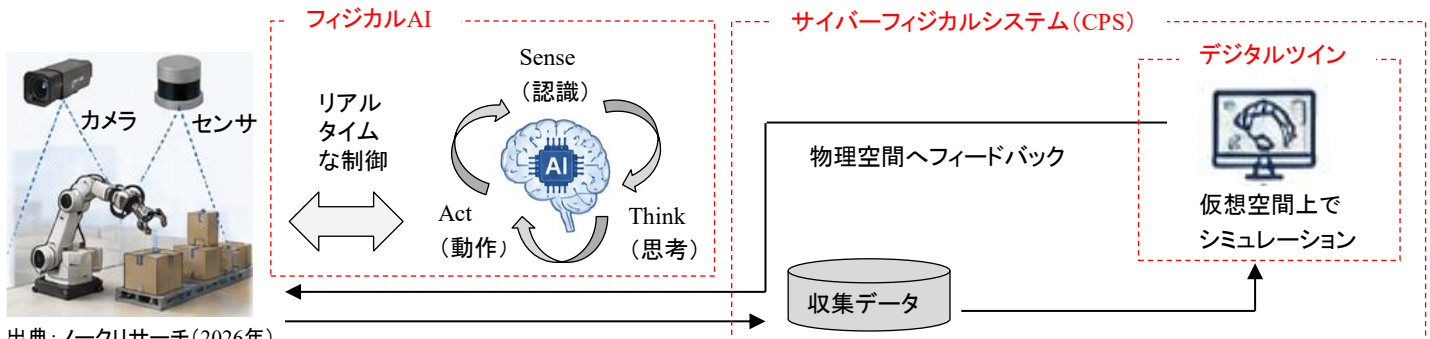 フィジカルAI
サイバーフィジカルシステム(CPS)
デジタルツイン
カメラ
センサ
リアル
タイム
な制御
Sense
(認識)
AI
Act
(動作)
Think
(思考)
物理空間へフィードバック
仮想空間上で
シミュレーション
収集データ
出典:ノークリサーチ(2026年)